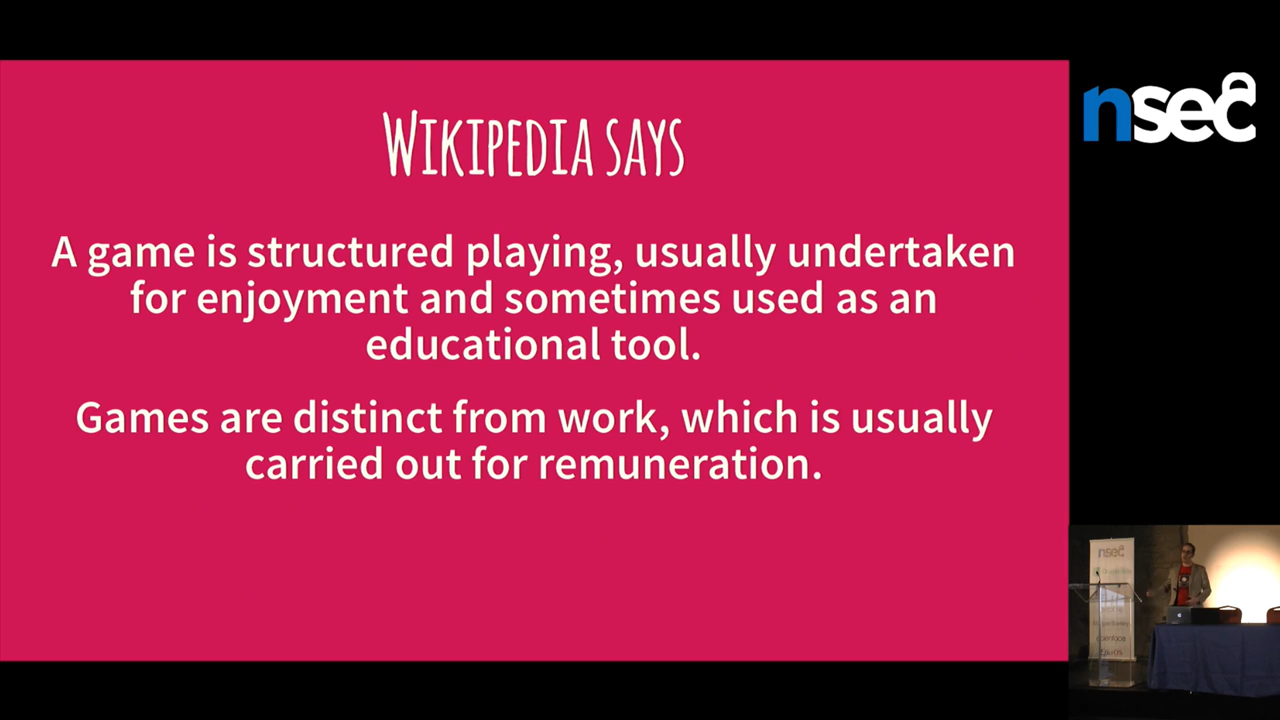 Wikipedia says
A game is structured playing, usually undertaken
for enjoyment and sometimes used as an
educational tool.
Games are distinct from work, which is usually
carried out for remuneration.
nsec
nsec